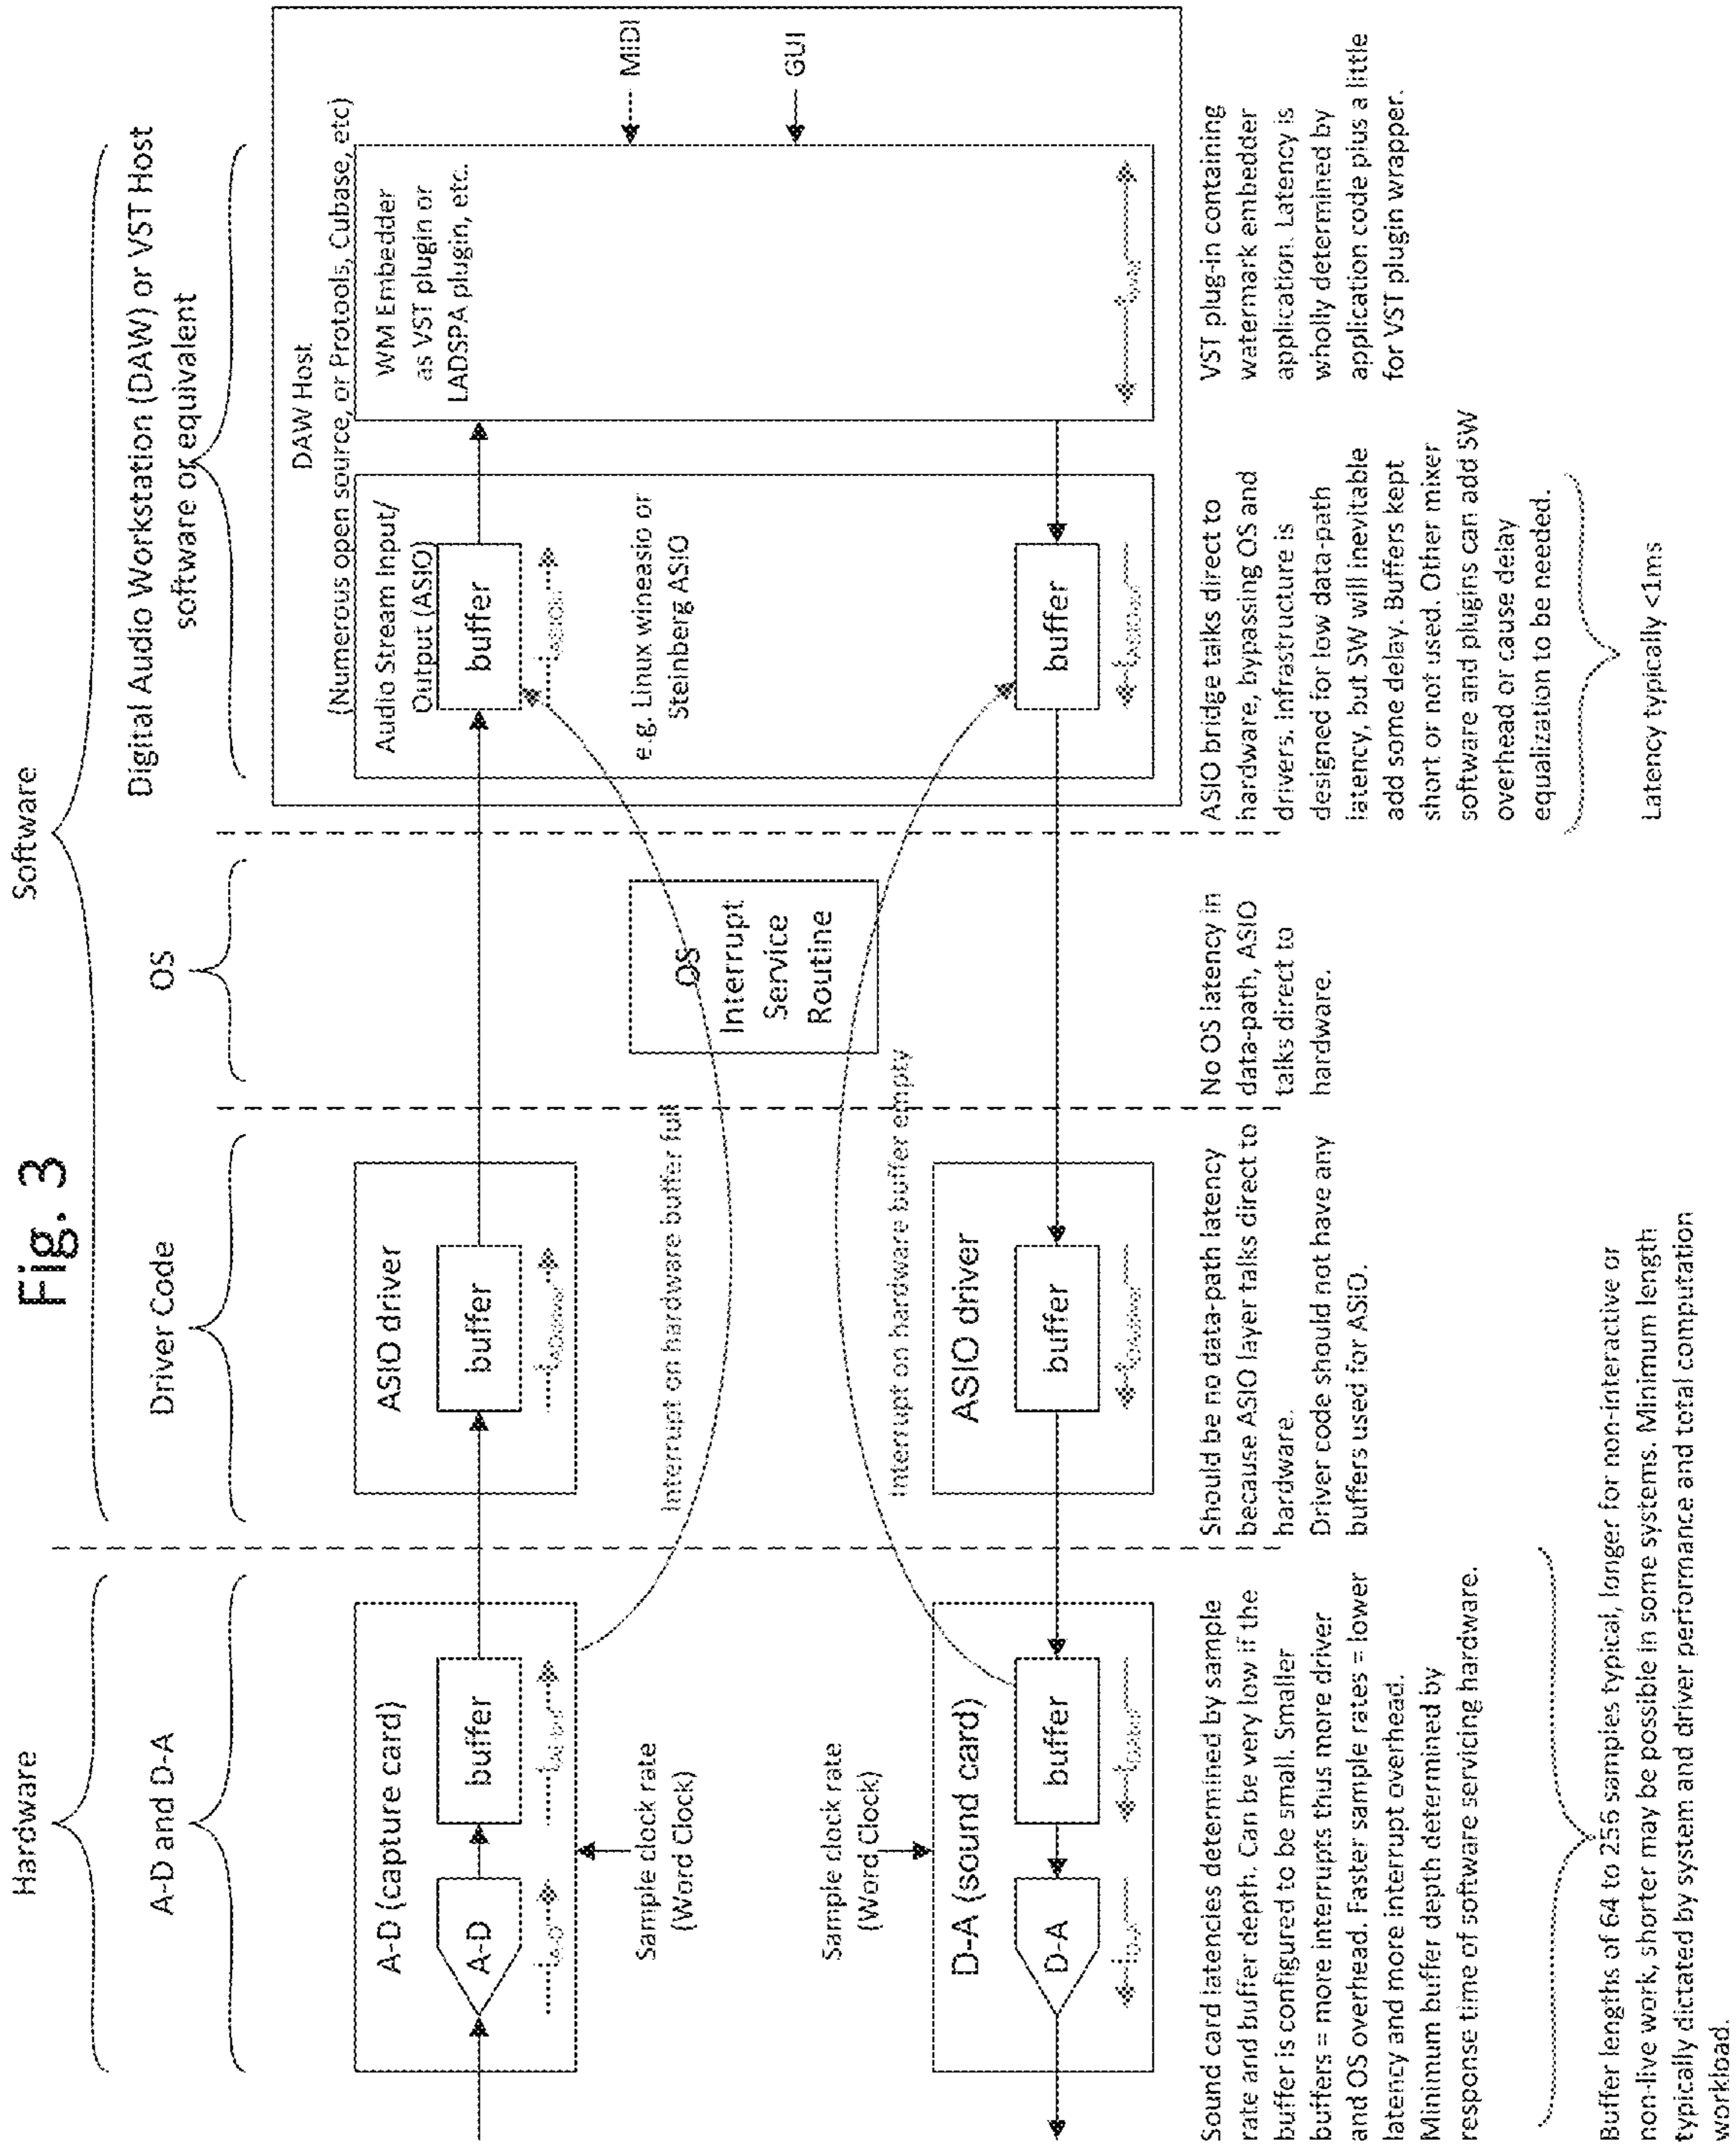 Fig. 3
Hardware
Software
A-D and D-A
Driver Code
OS
Digital Audio Workstation (DAW) or VST Host
software or equivalent
A-D (capture card)
A-D
buffer
Sample clock rate
(Word Clock)
ASIO driver
buffer
Interrupt on hardware buffer full
OS
Interrupt
Service
Routine
DAW Host
(Numerous open source, or Protools, Cubase, etc)
Audio Stream Input/
Output (ASIO)
buffer
e.g. Linux wineasio or
Steinberg ASIO
WM Embedder
as VST plugin or
LADSPA plugin, etc.
MIDI
GUI
Sample clock rate
(Word Clock)
D-A (sound card)
D-A
buffer
Interrupt on hardware buffer empty
ASIO driver
buffer
buffer
Sound card latencies determined by sample
rate and buffer depth. Can be very low if the
buffer is configured to be small. Smaller
buffers = more interrupts thus more driver
and OS overhead. Faster sample rates = lower
latency and more interrupt overhead.
Minimum buffer depth determined by
response time of software servicing hardware.
Should be no data-path latency
because ASIO layer talks direct to
hardware.
Driver code should not have any
buffers used for ASIO.
No OS latency in
data-path, ASIO
talks direct to
hardware.
ASIO bridge talks direct to
hardware, bypassing OS and
drivers. Infrastructure is
designed for low data-path
latency, but SW will inevitable
add some delay. Buffers kept
short or not used. Other mixer
software and plugins can add SW
overhead or cause delay
equalization to be needed.
VST plug-in containing
watermark embedder
application. Latency is
wholly determined by
application code plus a little
for VST plugin wrapper.
Buffer lengths of 64 to 256 samples typical, longer for non-interactive or
non-live work, shorter may be possible in some systems. Minimum length
typically dictated by system and driver performance and total computation
workload.
Latency typically <1ms